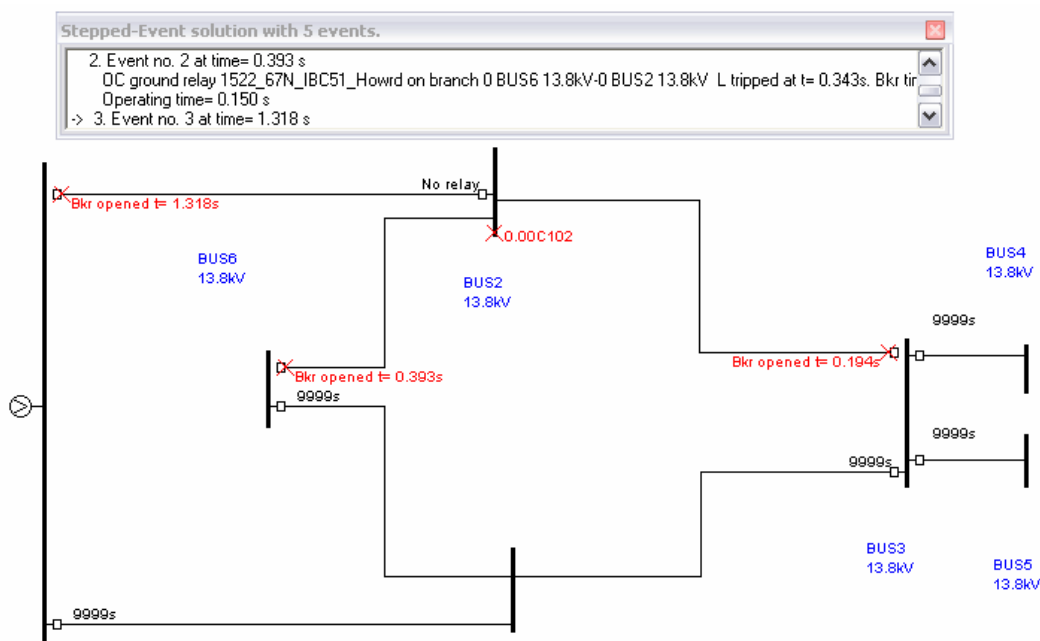 Stepped-Event solution with 5 events.
2. Event no. 2 at time= 0.393 s
OC ground relay 1522_67N_IBC51_Howrd on branch 0 BUS6 13.8kV-0 BUS2 13.8kV L tripped at t= 0.343s. Bkr
Operating time= 0.150 s
-> 3. Event no. 3 at time= 1.318 s
No relay
Bkr opened t= 1.318s
0.00C102
BUS6
13.8kV
BUS2
13.8kV
BUS4
13.8kV
9999s
Bkr opened t= 0.393s
Bkr opened t= 0.194s
9999s
9999s
9999s
BUS3
13.8kV
BUS5
13.8kV
9999s